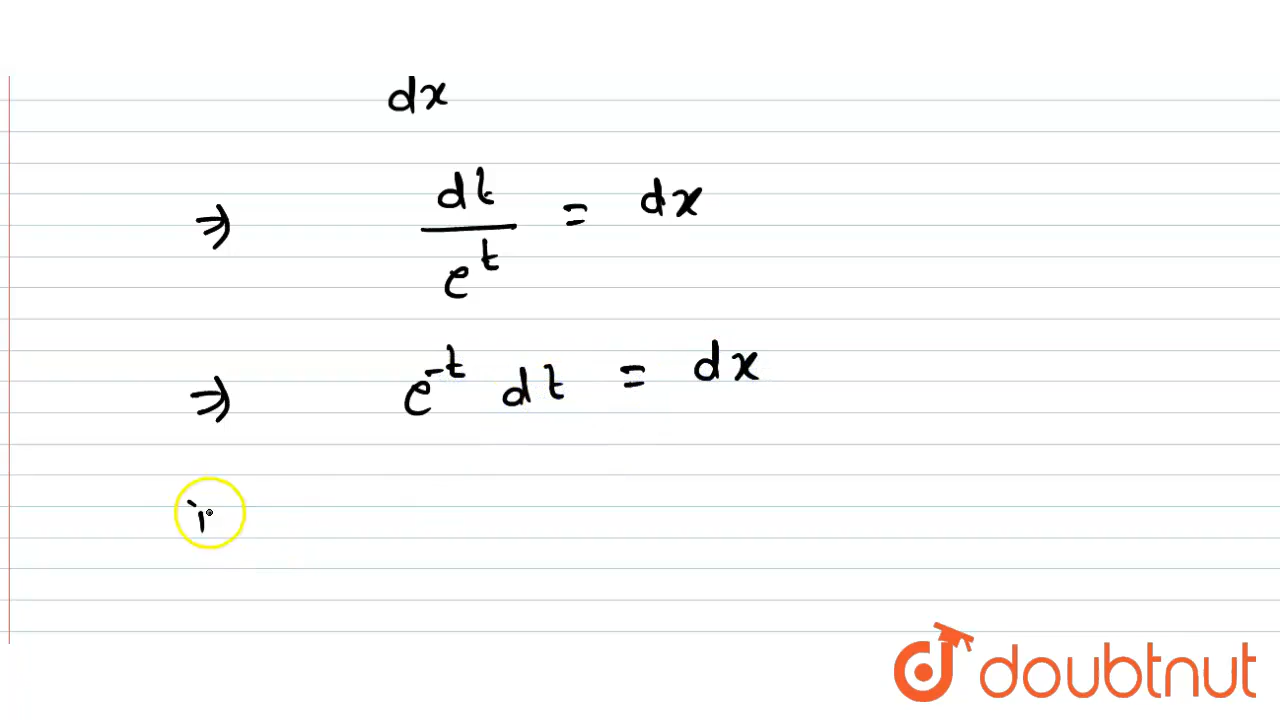 dx
⇒ dt/e^t = dx
⇒ e^-t dt = dx
doubtnut